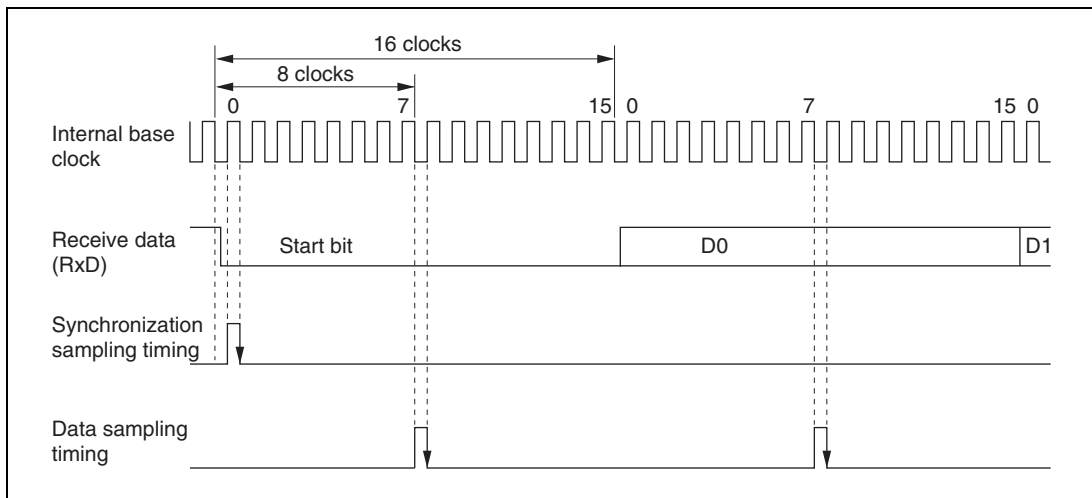 16 clocks
8 clocks
0 7 15 0 7 15 0
Internal base
clock
Receive data
(RxD)
Start bit
D0
D1
Synchronization
sampling timing
Data sampling
timing